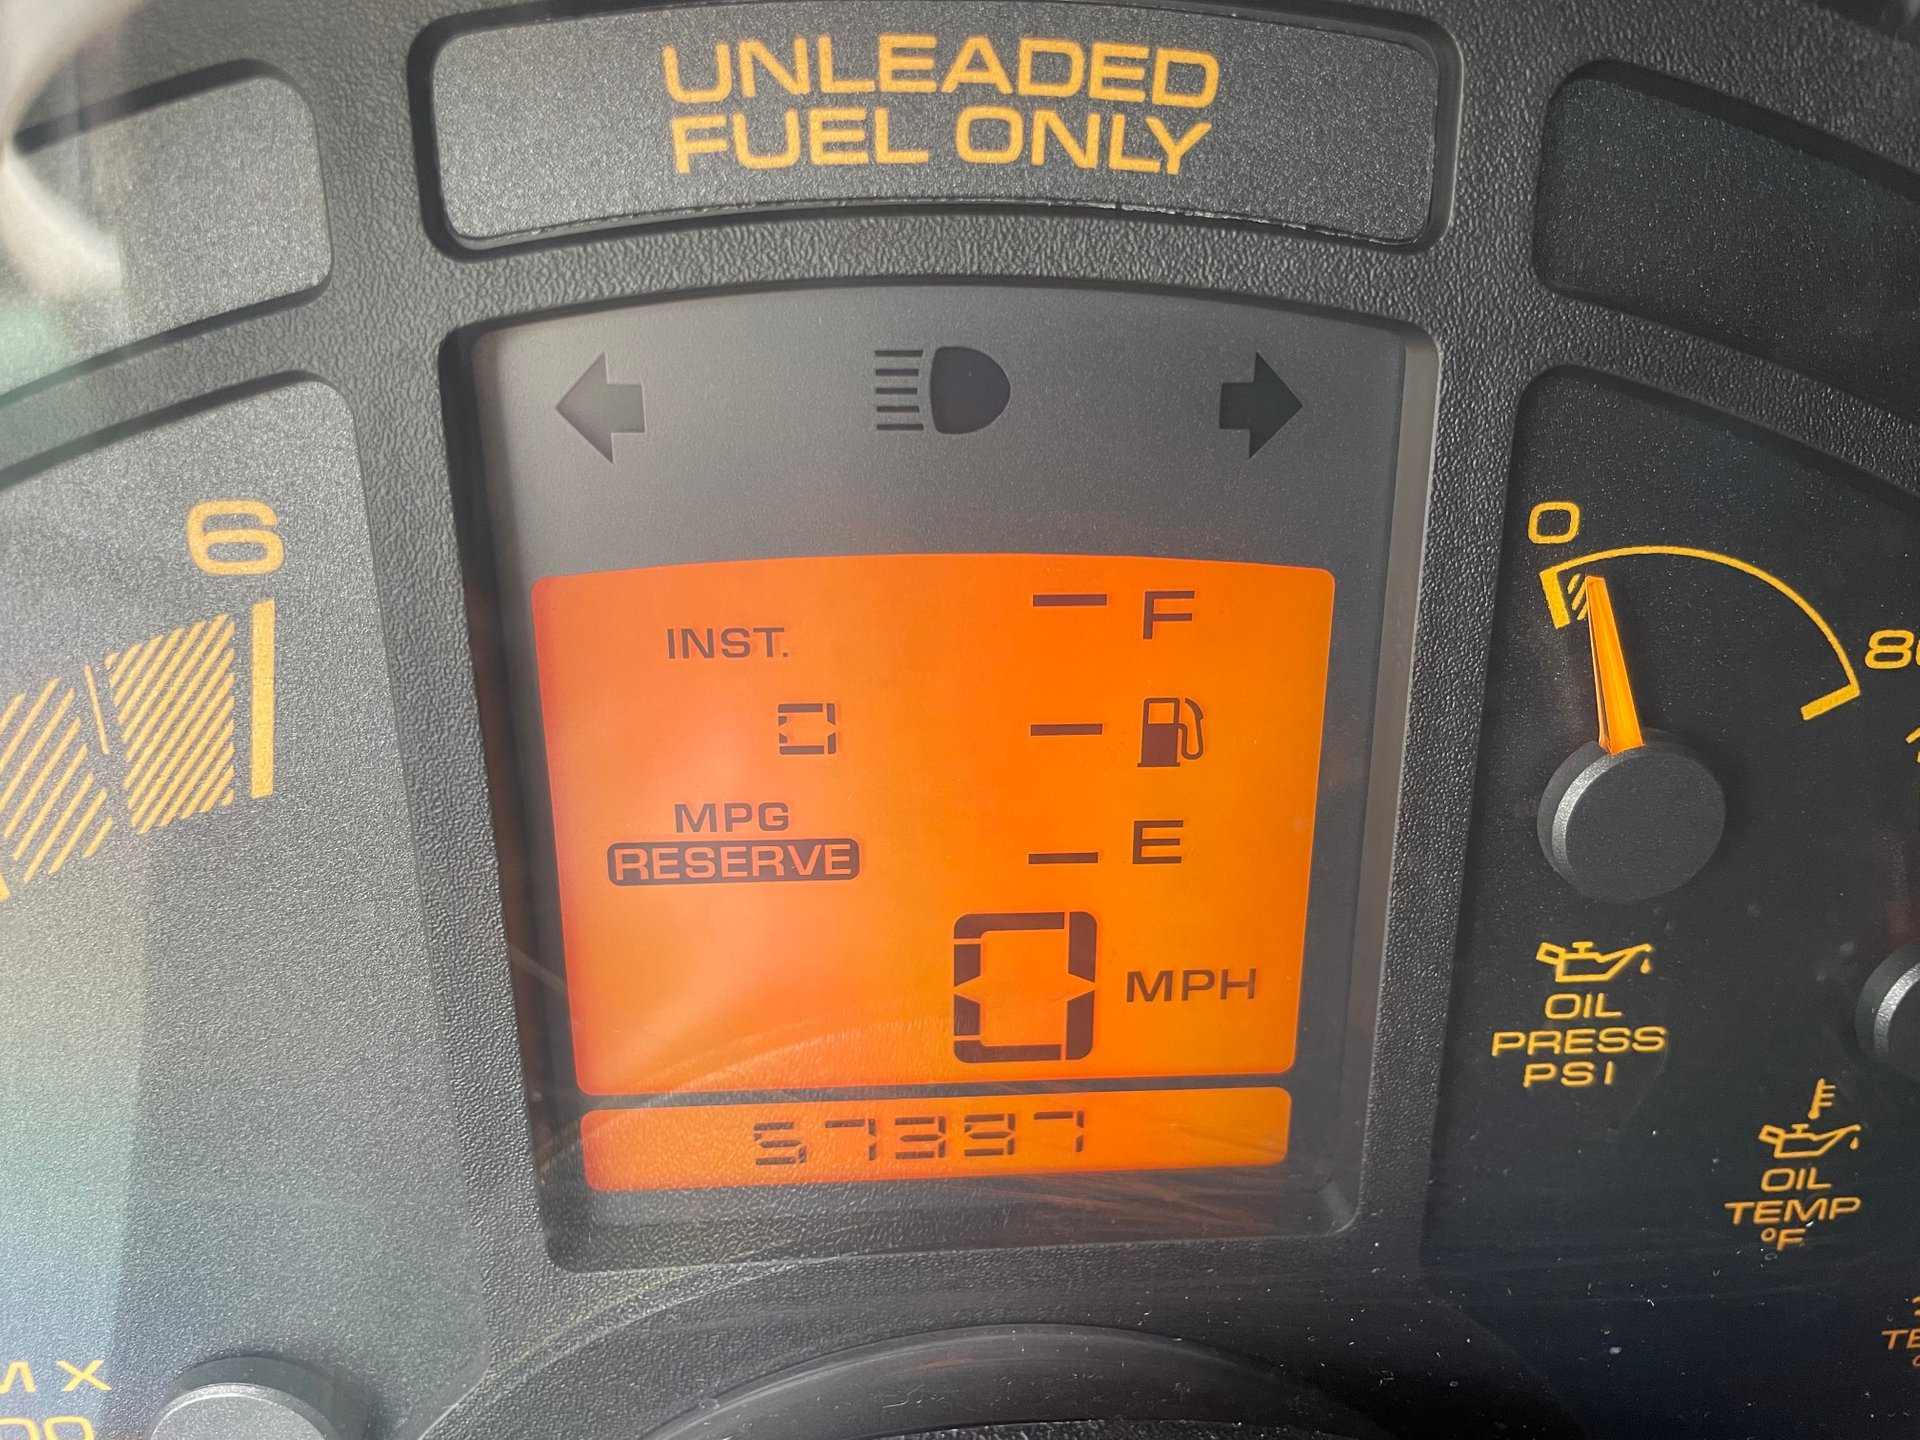 UNLEADED
FUEL ONLY
6
INST.
0
MPG
RESERVE
F
E
0 MPH
57397
0
OIL
PRESS
PSI
OIL
TEMP
°F